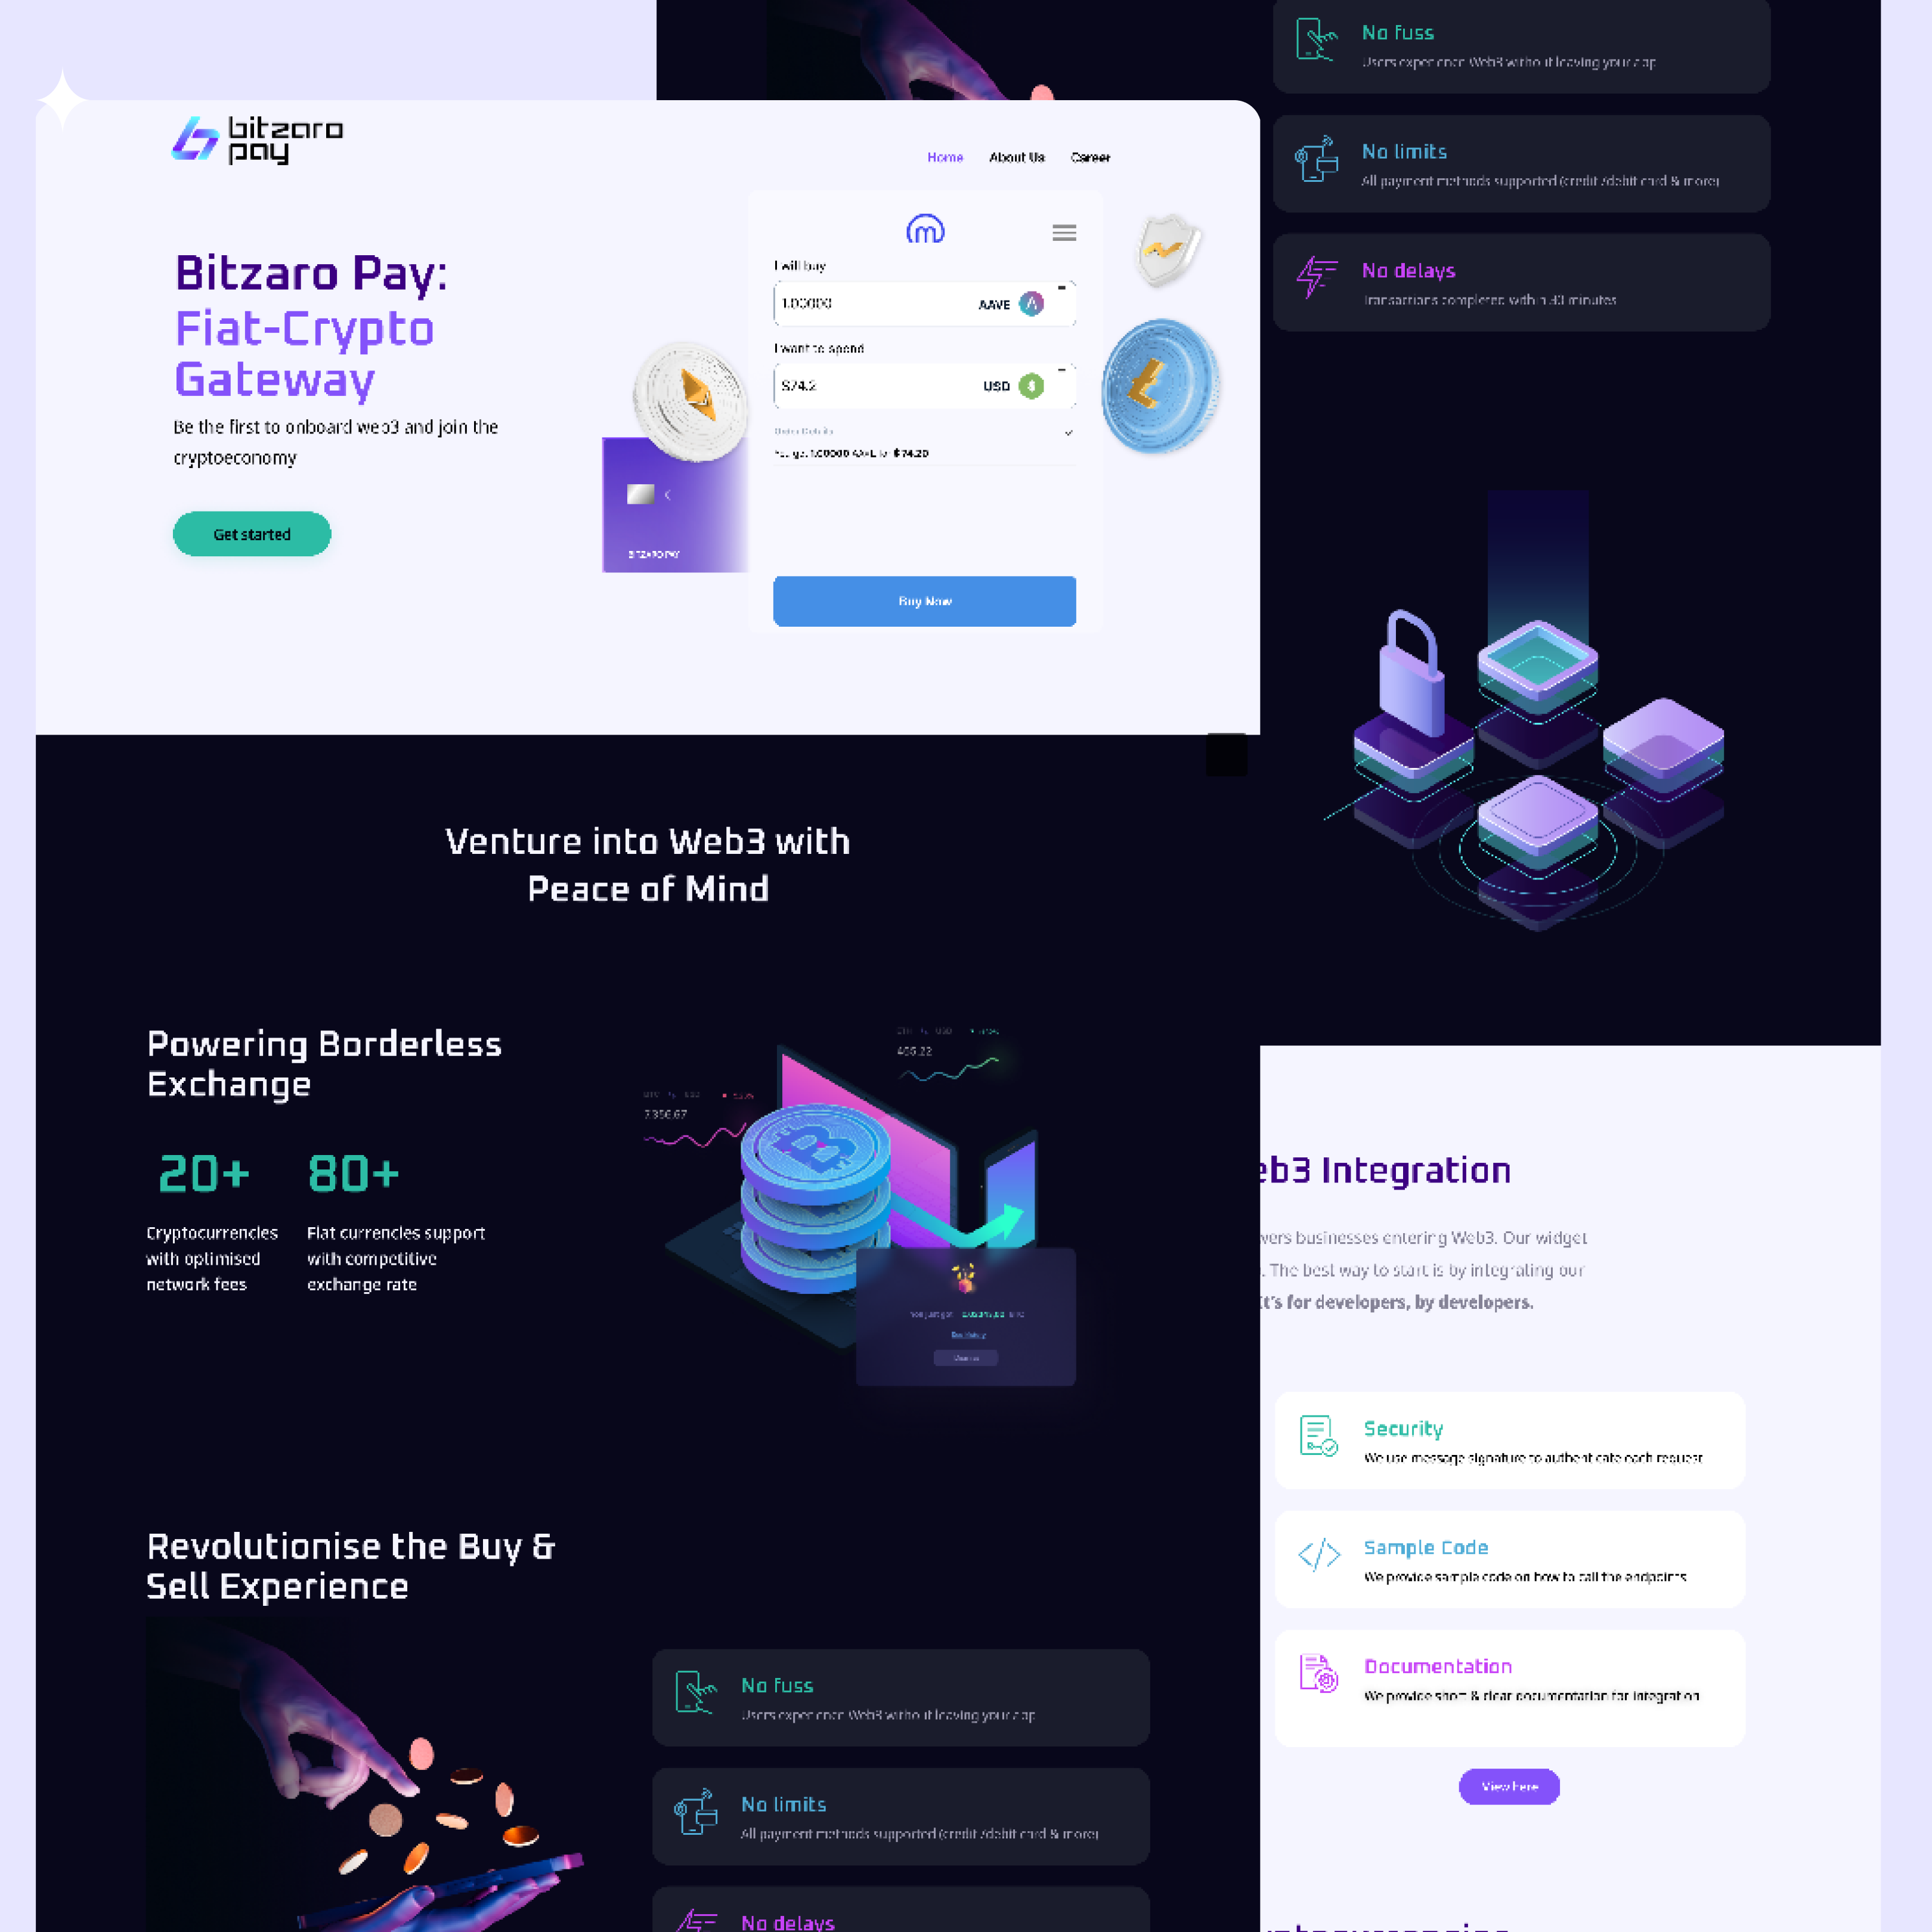 bitzaro
pay
Home About Us Career
Bitzaro Pay:
Fiat-Crypto
Gateway
Be the first to onboard web3 and join the
cryptoeconomy
Get started
BITZARO PAY
I will buy
1.00000 AAVE
I want to spend
$74.2 USD
Order Details
You get 1.00000 AAVE for $74.20
Buy Now
Venture into Web3 with
Peace of Mind
Powering Borderless
Exchange
20+
Cryptocurrencies
with optimised
network fees
80+
Fiat currencies support
with competitive
exchange rate
USD
465.22
7356.67
You just got
Revolutionise the Buy &
Sell Experience
No fuss
Users experience Web3 without leaving your app
No limits
All payment methods supported (credit/debit card & more)
No delays
No fuss
Users experience Web3 without leaving your app
No limits
All payment methods supported (credit/debit card & more)
No delays
Transactions completed within 30 minutes
eb3 Integration
wers businesses entering Web3. Our widget
. The best way to start is by integrating our
It's for developers, by developers.
Security
We use message signature to authenticate each request
Sample Code
We provide sample code on how to call the endpoints
Documentation
We provide short & clear documentation for integration
View here